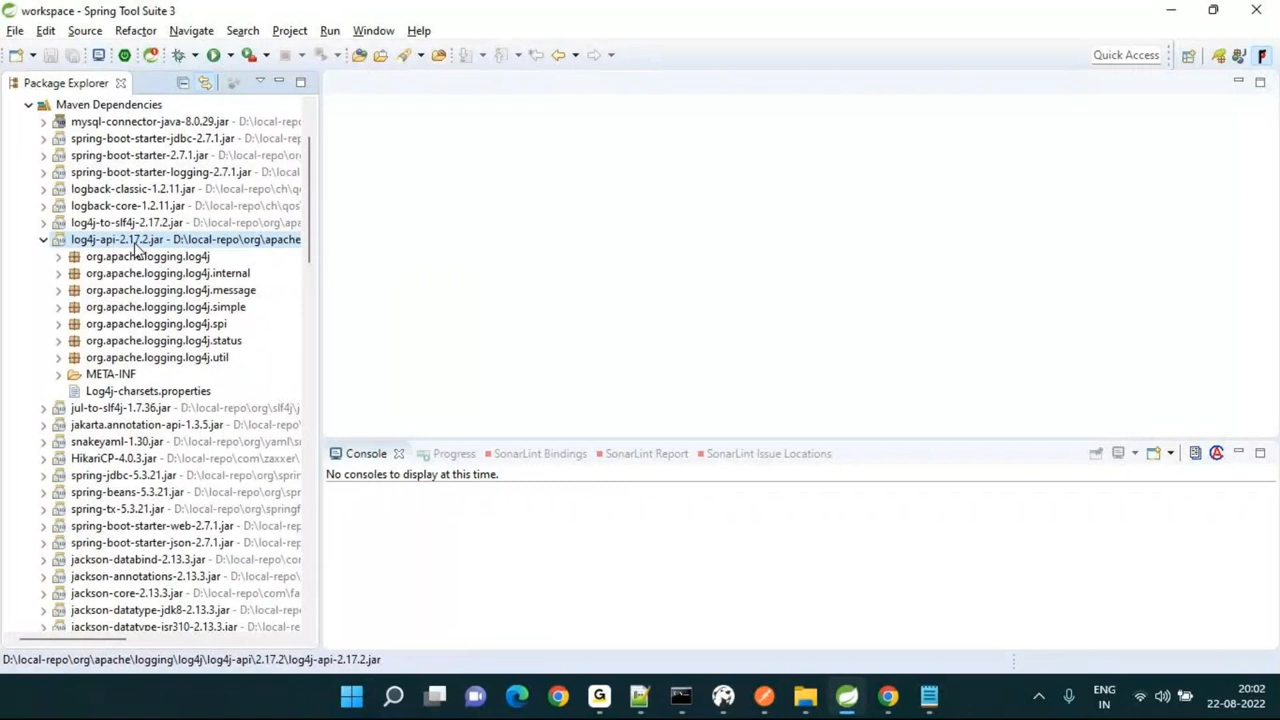 workspace - Spring Tool Suite 3
File Edit Source Refactor Navigate Search Project Run Window Help
Quick Access
Package Explorer
Maven Dependencies
mysql-connector-java-8.0.29.jar - D:\local-rep
spring-boot-starter-jdbc-2.7.1.jar - D:\local-rep
spring-boot-starter-2.7.1.jar - D:\local-repo\org
spring-boot-starter-logging-2.7.1.jar - D:\local-
logback-classic-1.2.11.jar - D:\local-repo\ch\qo
logback-core-1.2.11.jar - D:\local-repo\ch\qos
log4j-to-slf4j-2.17.2.jar - D:\local-repo\org\apa
log4j-api-2.17.2.jar - D:\local-repo\org\apache
org.apache.logging.log4j
org.apache.logging.log4j.internal
org.apache.logging.log4j.message
org.apache.logging.log4j.simple
org.apache.logging.log4j.spi
org.apache.logging.log4j.status
org.apache.logging.log4j.util
META-INF
Log4j-charsets.properties
jul-to-slf4j-1.7.36.jar - D:\local-repo\org\slf4j\j
jakarta.annotation-api-1.3.5.jar - D:\local-repo\
snakeyaml-1.30.jar - D:\local-repo\org\yaml\s
HikariCP-4.0.3.jar - D:\local-repo\com\zaxxer\
spring-jdbc-5.3.21.jar - D:\local-repo\org\sprin
spring-beans-5.3.21.jar - D:\local-repo\org\spr
spring-tx-5.3.21.jar - D:\local-repo\org\springf
spring-boot-starter-web-2.7.1.jar - D:\local-rep
spring-boot-starter-json-2.7.1.jar - D:\local-rep
jackson-databind-2.13.3.jar - D:\local-repo\co
jackson-annotations-2.13.3.jar - D:\local-repo\
jackson-core-2.13.3.jar - D:\local-repo\com\fa
jackson-datatype-jdk8-2.13.3.jar - D:\local-repo
jackson-datatype-jsr310-2.13.3.jar - D:\local-re
Console Progress SonarLint Bindings SonarLint Report SonarLint Issue Locations
No consoles to display at this time.
D:\local-repo\org\apache\logging\log4j\log4j-api\2.17.2\log4j-api-2.17.2.jar
ENG
IN
20:02
22-08-2022